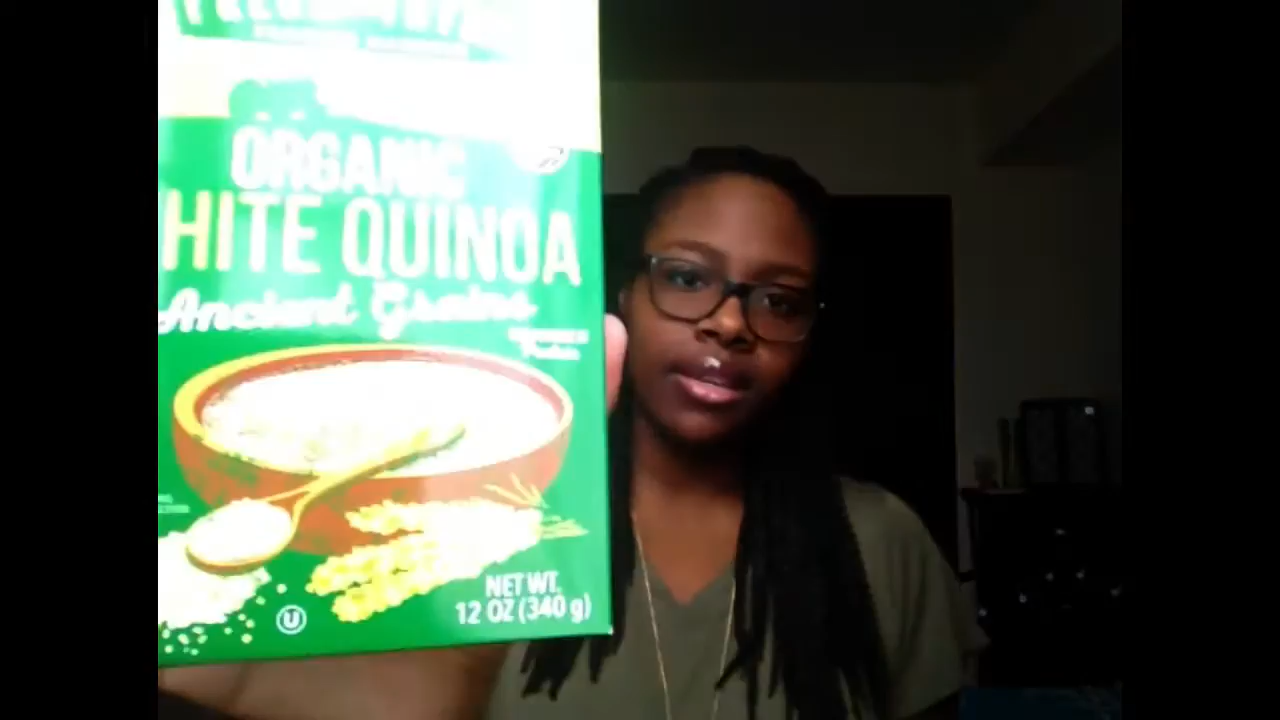 ORGANIC
HITE QUINOA
Ancient Grains
NET WT.
12 OZ (340 g)
U